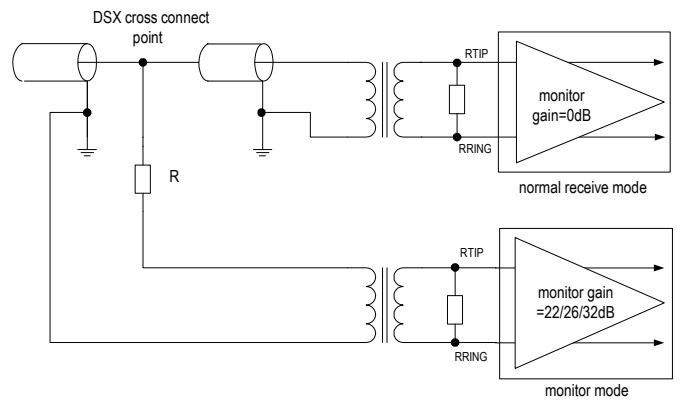 DSX cross connect
point
RTIP
monitor
gain=0dB
RRING
normal receive mode
R
RTIP
monitor gain
=22/26/32dB
RRING
monitor mode